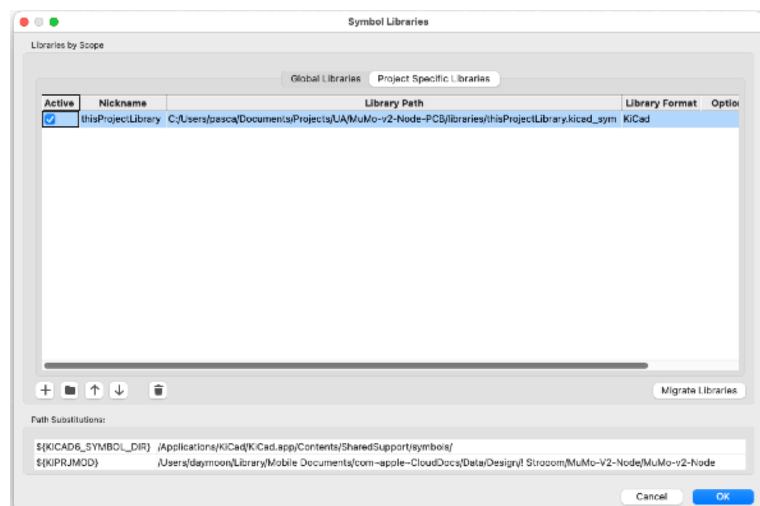 Symbol Libraries
Libraries by Scope
Global Libraries Project Specific Libraries
Active Nickname Library Path Library Format Option
thisProjectLibrary C:/Users/pasca/Documents/Projects/UA/MuMo-v2-Node-PCB/libraries/thisProjectLibrary.kicad_sym KiCad
Migrate Libraries
Path Substitutions:
${KICAD6_SYMBOL_DIR} /Applications/KiCad/KiCad.app/Contents/SharedSupport/symbols/
${KIPRJMOD} /Users/daymoon/Library/Mobile Documents/com~apple~CloudDocs/Data/Design/! Strooom/MuMo-V2-Node/MuMo-v2-Node
Cancel OK